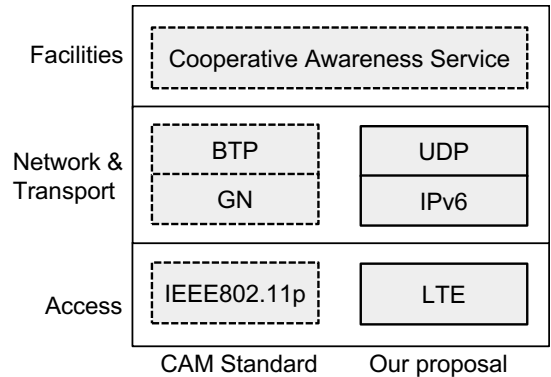 Facilities
Cooperative Awareness Service
Network &
Transport
BTP
UDP
GN
IPv6
Access
IEEE802.11p
LTE
CAM Standard
Our proposal